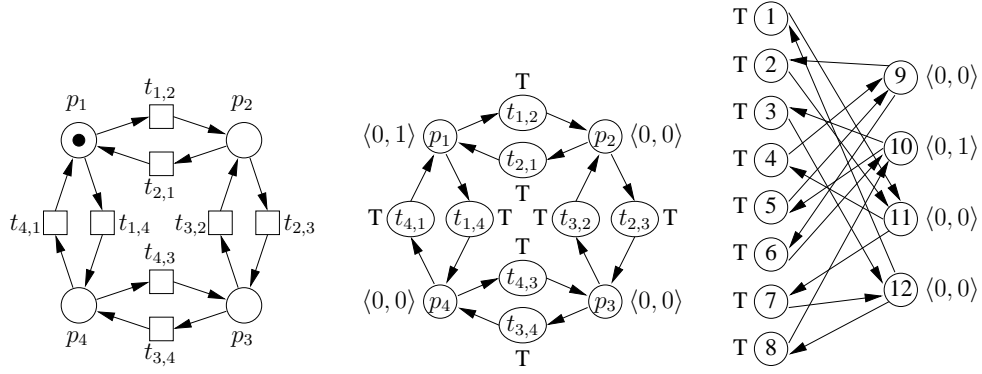 p₁
t₁,₂
p₂
t₂,₁
t₄,₁
t₁,₄
t₃,₂
t₂,₃
t₄,₃
p₄
t₃,₄
p₃
T
t₁,₂
⟨0, 1⟩ p₁
p₂ ⟨0, 0⟩
t₂,₁
T
T t₄,₁ t₁,₄ T
T t₃,₂ t₂,₃ T
T
t₄,₃
⟨0, 0⟩ p₄
p₃ ⟨0, 0⟩
t₃,₄
T
T 1
T 2
T 3
T 4
T 5
T 6
T 7
T 8
9 ⟨0, 0⟩
10 ⟨0, 1⟩
11 ⟨0, 0⟩
12 ⟨0, 0⟩